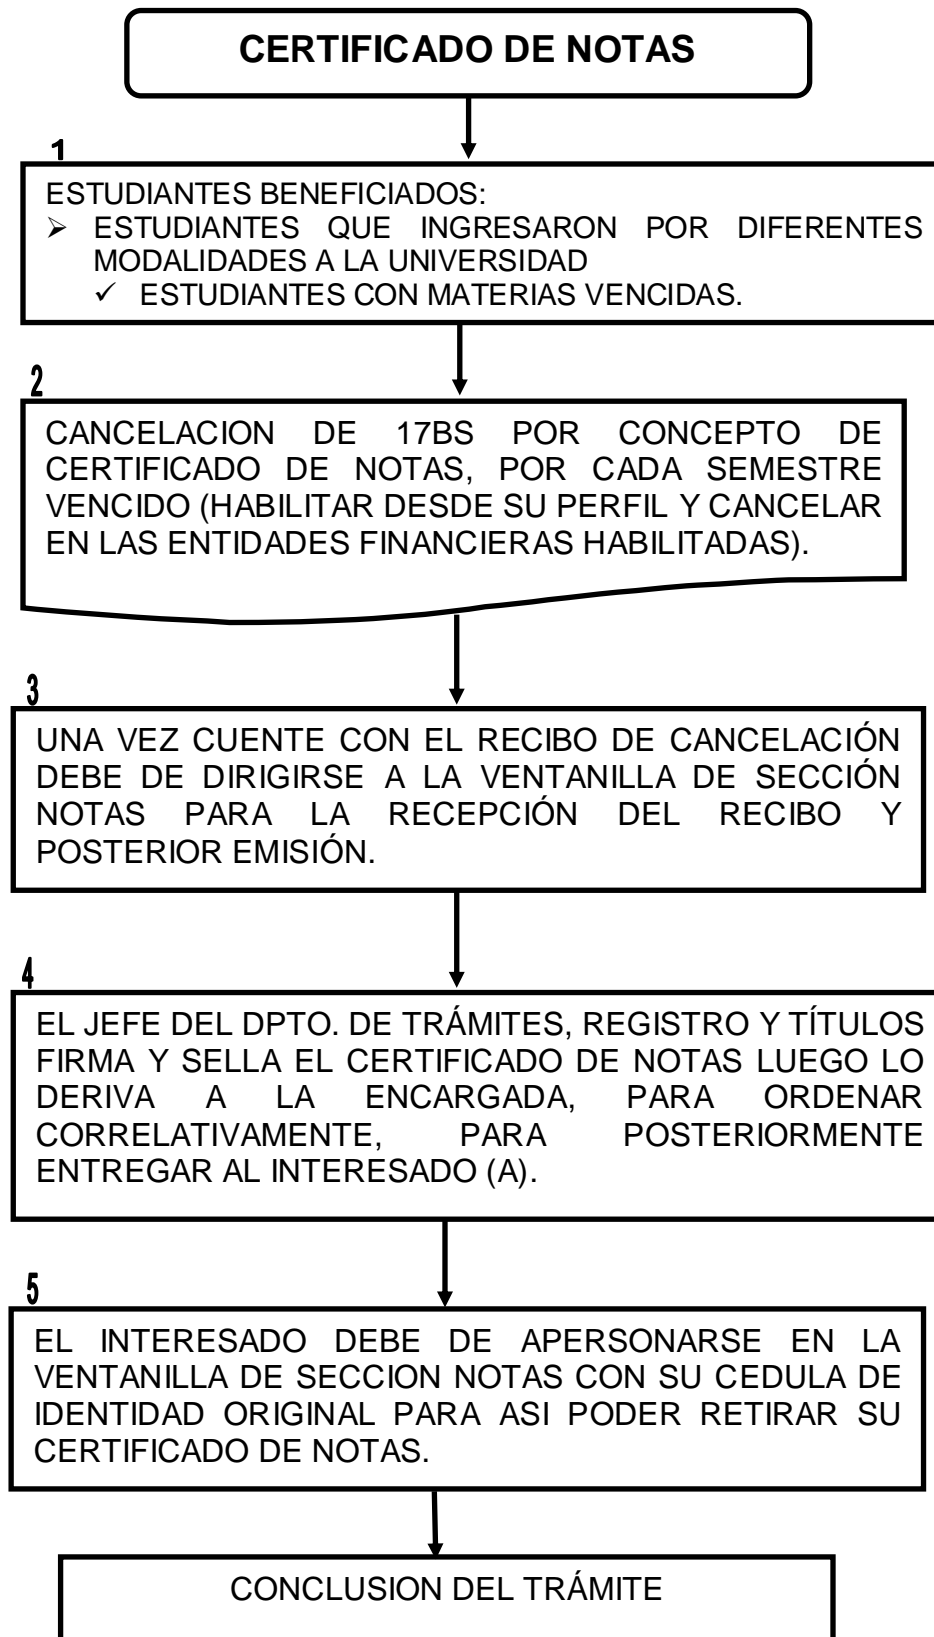 CERTIFICADO DE NOTAS
1
ESTUDIANTES BENEFICIADOS:
➢ ESTUDIANTES QUE INGRESARON POR DIFERENTES
MODALIDADES A LA UNIVERSIDAD
✓ ESTUDIANTES CON MATERIAS VENCIDAS.
2
CANCELACION DE 17BS POR CONCEPTO DE
CERTIFICADO DE NOTAS, POR CADA SEMESTRE
VENCIDO (HABILITAR DESDE SU PERFIL Y CANCELAR
EN LAS ENTIDADES FINANCIERAS HABILITADAS).
3
UNA VEZ CUENTE CON EL RECIBO DE CANCELACIÓN
DEBE DE DIRIGIRSE A LA VENTANILLA DE SECCIÓN
NOTAS PARA LA RECEPCIÓN DEL RECIBO Y
POSTERIOR EMISIÓN.
4
EL JEFE DEL DPTO. DE TRÁMITES, REGISTRO Y TÍTULOS
FIRMA Y SELLA EL CERTIFICADO DE NOTAS LUEGO LO
DERIVA A LA ENCARGADA, PARA ORDENAR
CORRELATIVAMENTE, PARA POSTERIORMENTE
ENTREGAR AL INTERESADO (A).
5
EL INTERESADO DEBE DE APERSONARSE EN LA
VENTANILLA DE SECCION NOTAS CON SU CEDULA DE
IDENTIDAD ORIGINAL PARA ASI PODER RETIRAR SU
CERTIFICADO DE NOTAS.
CONCLUSION DEL TRÁMITE